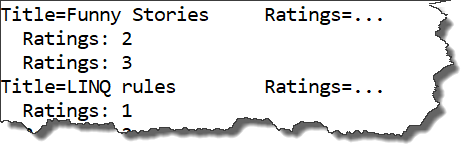 Title=Funny Stories     Ratings=...
  Ratings: 2
  Ratings: 3
Title=LINQ rules        Ratings=...
  Ratings: 1